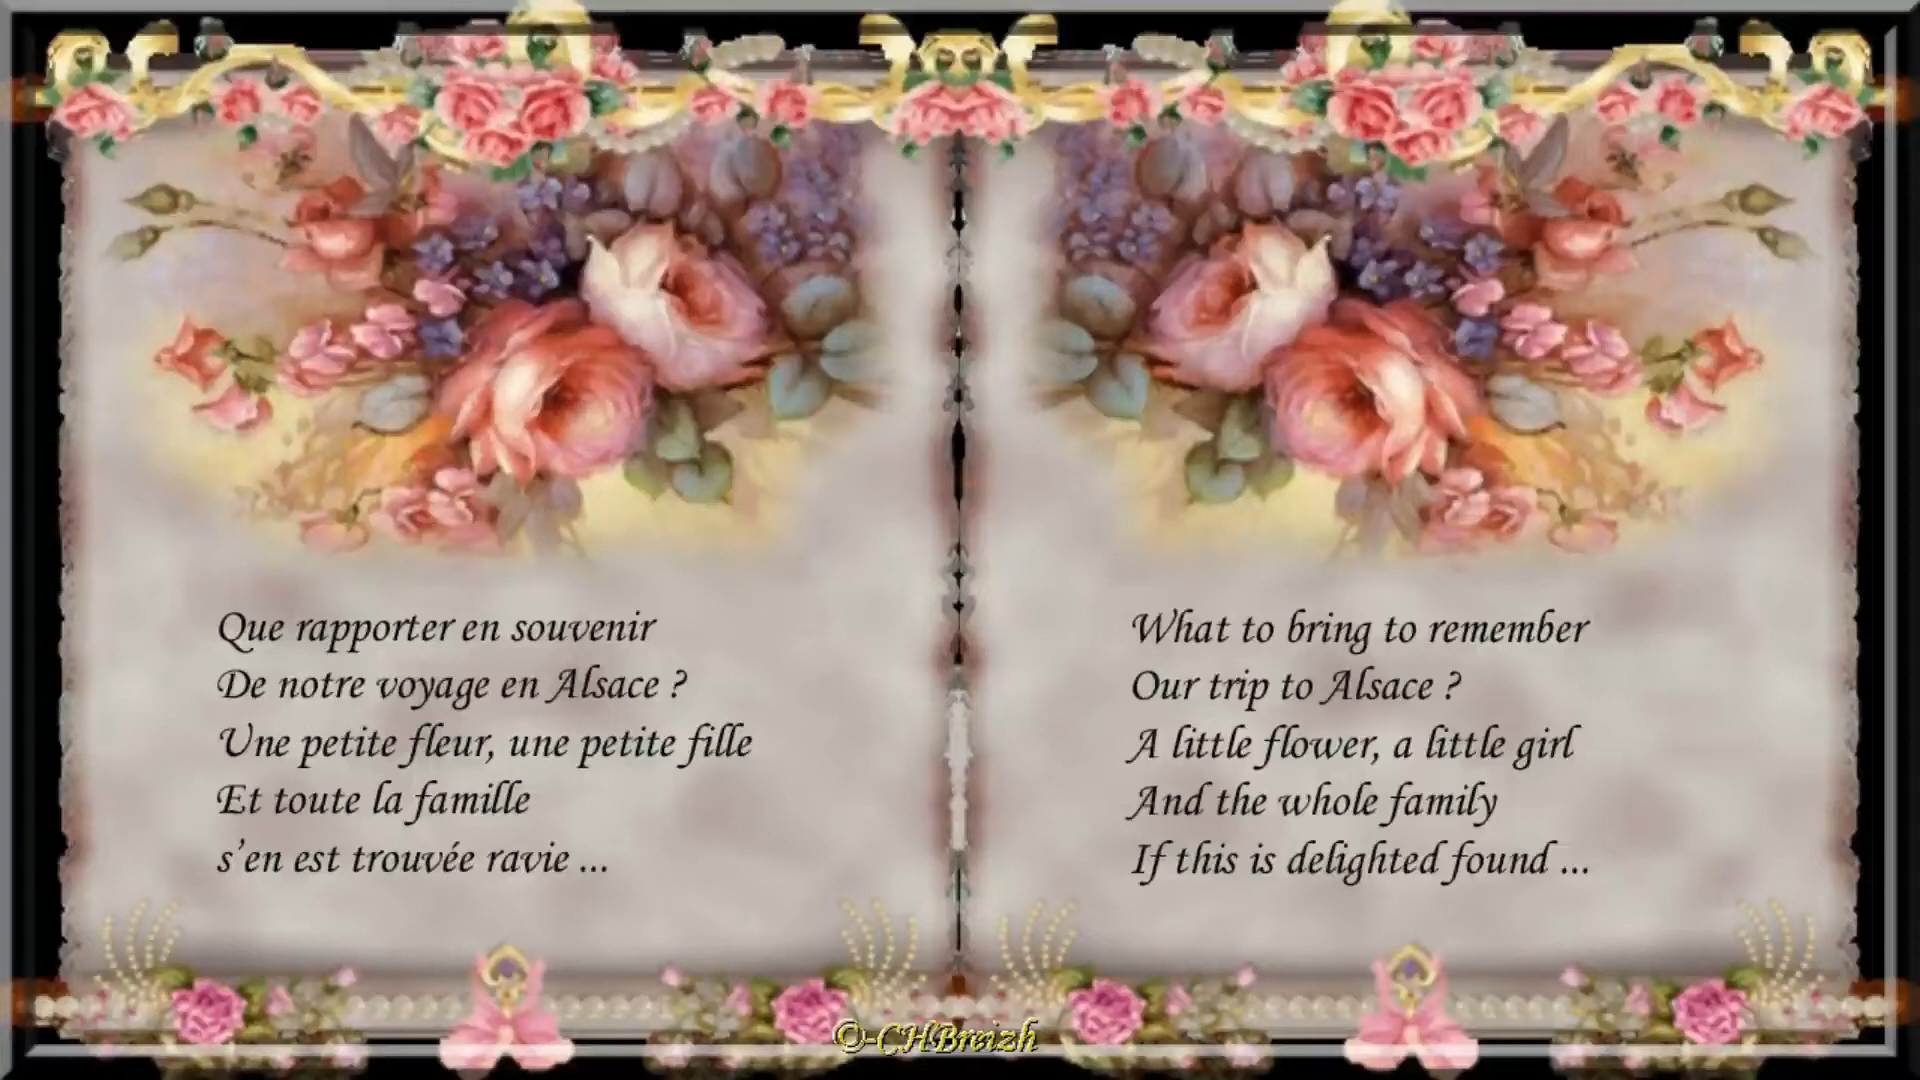 Que rapporter en souvenir
De notre voyage en Alsace ?
Une petite fleur, une petite fille
Et toute la famille
s'en est trouvée ravie ...
What to bring to remember
Our trip to Alsace ?
A little flower, a little girl
And the whole family
If this is delighted found ...
©-CHBreizh